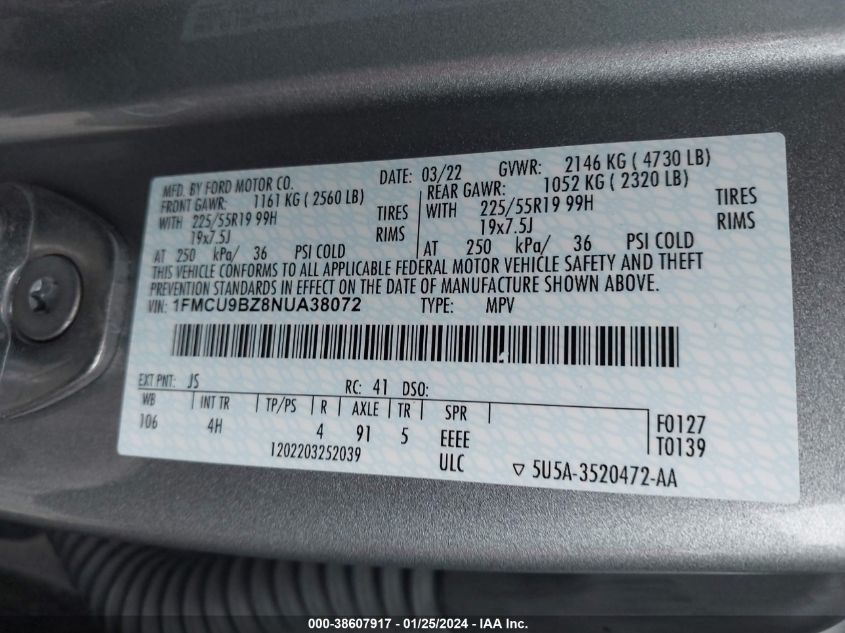 MFD. BY FORD MOTOR CO. DATE: 03/22 GVWR: 2146 KG ( 4730 LB)
FRONT GAWR: 1161 KG ( 2560 LB) REAR GAWR: 1052 KG ( 2320 LB)
WITH 225/55R19 99H TIRES WITH 225/55R19 99H TIRES
19x7.5J RIMS 19x7.5J RIMS
AT 250 kPa/ 36 PSI COLD AT 250 kPa/ 36 PSI COLD
THIS VEHICLE CONFORMS TO ALL APPLICABLE FEDERAL MOTOR VEHICLE SAFETY AND THEFT
PREVENTION STANDARDS IN EFFECT ON THE DATE OF MANUFACTURE SHOWN ABOVE.
VIN: 1FMCU9BZ8NUA38072 TYPE: MPV
EXT PNT: JS RC: 41 DSO:
WB INT TR TP/PS R AXLE TR SPR F0127
106 4H 4 91 5 EEEE T0139
1202203252039 ULC ▽ 5U5A-3520472-AA
000-38607917 - 01/25/2024 - IAA Inc.